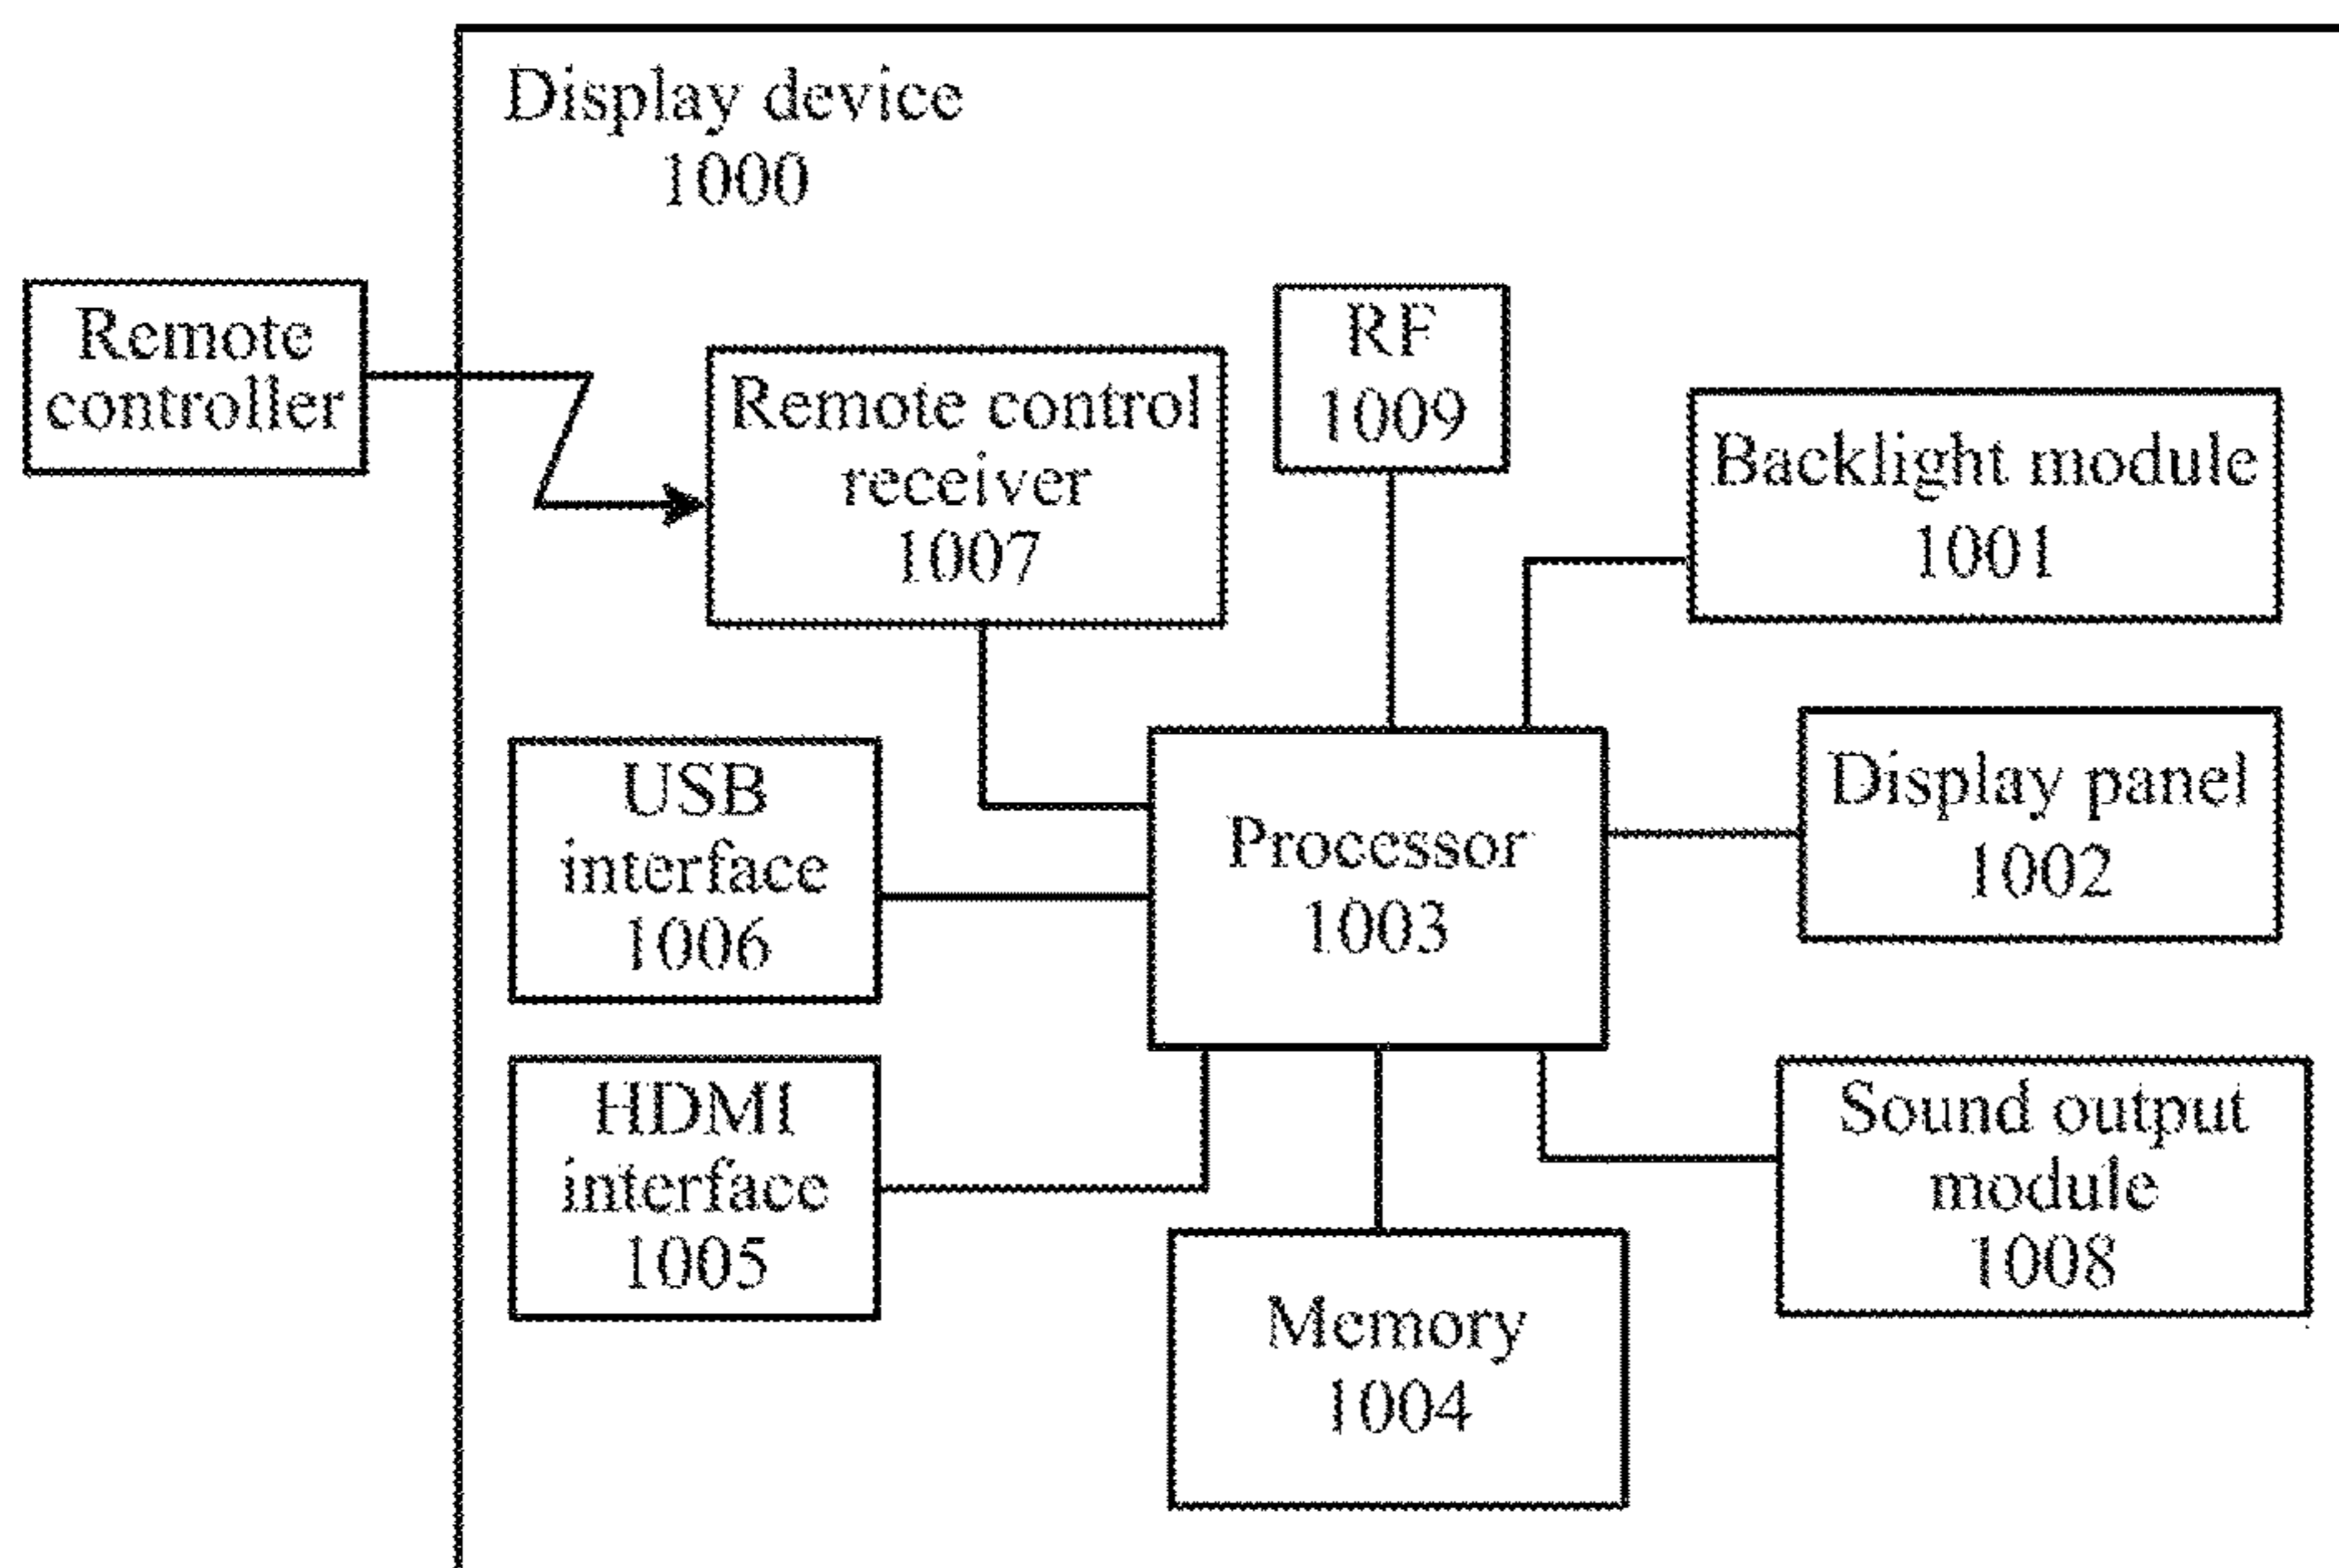 Display device
1000
Remote
controller
Remote control
receiver
1007
RF
1009
Backlight module
1001
USB
interface
1006
Processor
1003
Display panel
1002
HDMI
interface
1005
Memory
1004
Sound output
module
1008